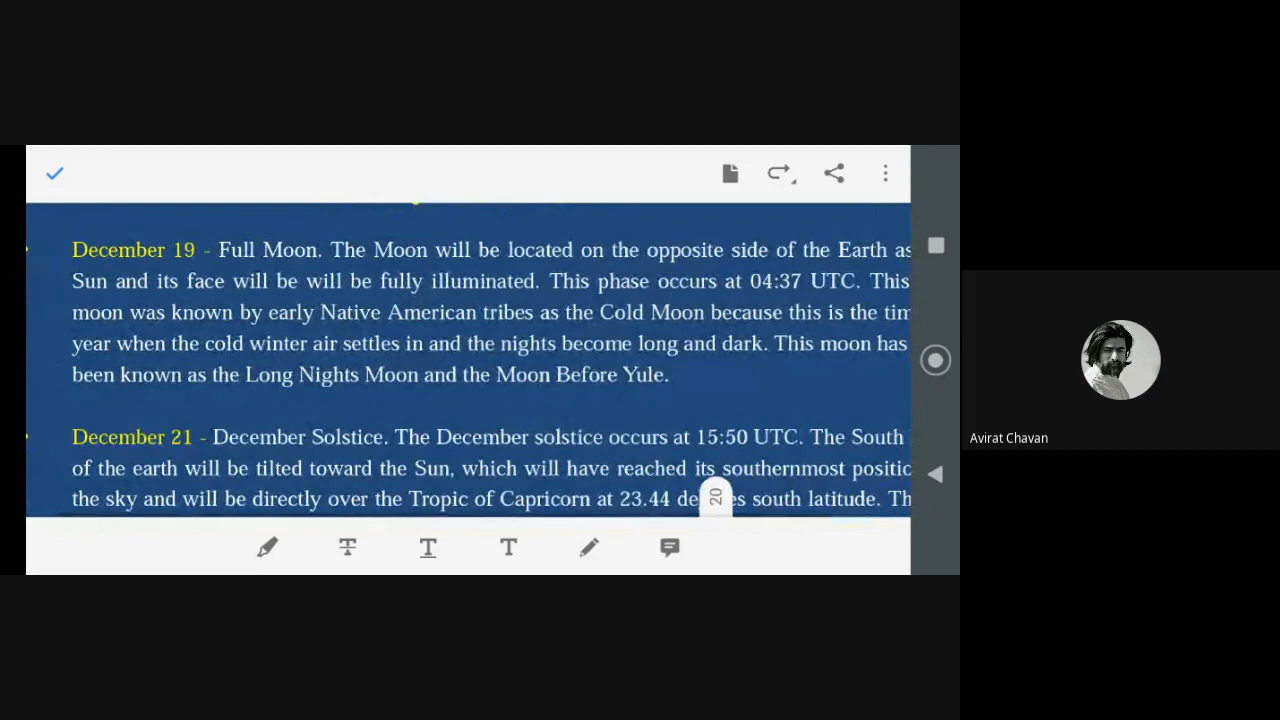 December 19 - Full Moon. The Moon will be located on the opposite side of the Earth as
Sun and its face will be will be fully illuminated. This phase occurs at 04:37 UTC. This
moon was known by early Native American tribes as the Cold Moon because this is the
year when the cold winter air settles in and the nights become long and dark. This moon has
been known as the Long Nights Moon and the Moon Before Yule.
December 21 - December Solstice. The December solstice occurs at 15:50 UTC. The South
of the earth will be tilted toward the Sun, which will have reached its southernmost
the sky and will be directly over the Tropic of Capricorn at 23.44 south latitude.
20
Avirat Chavan